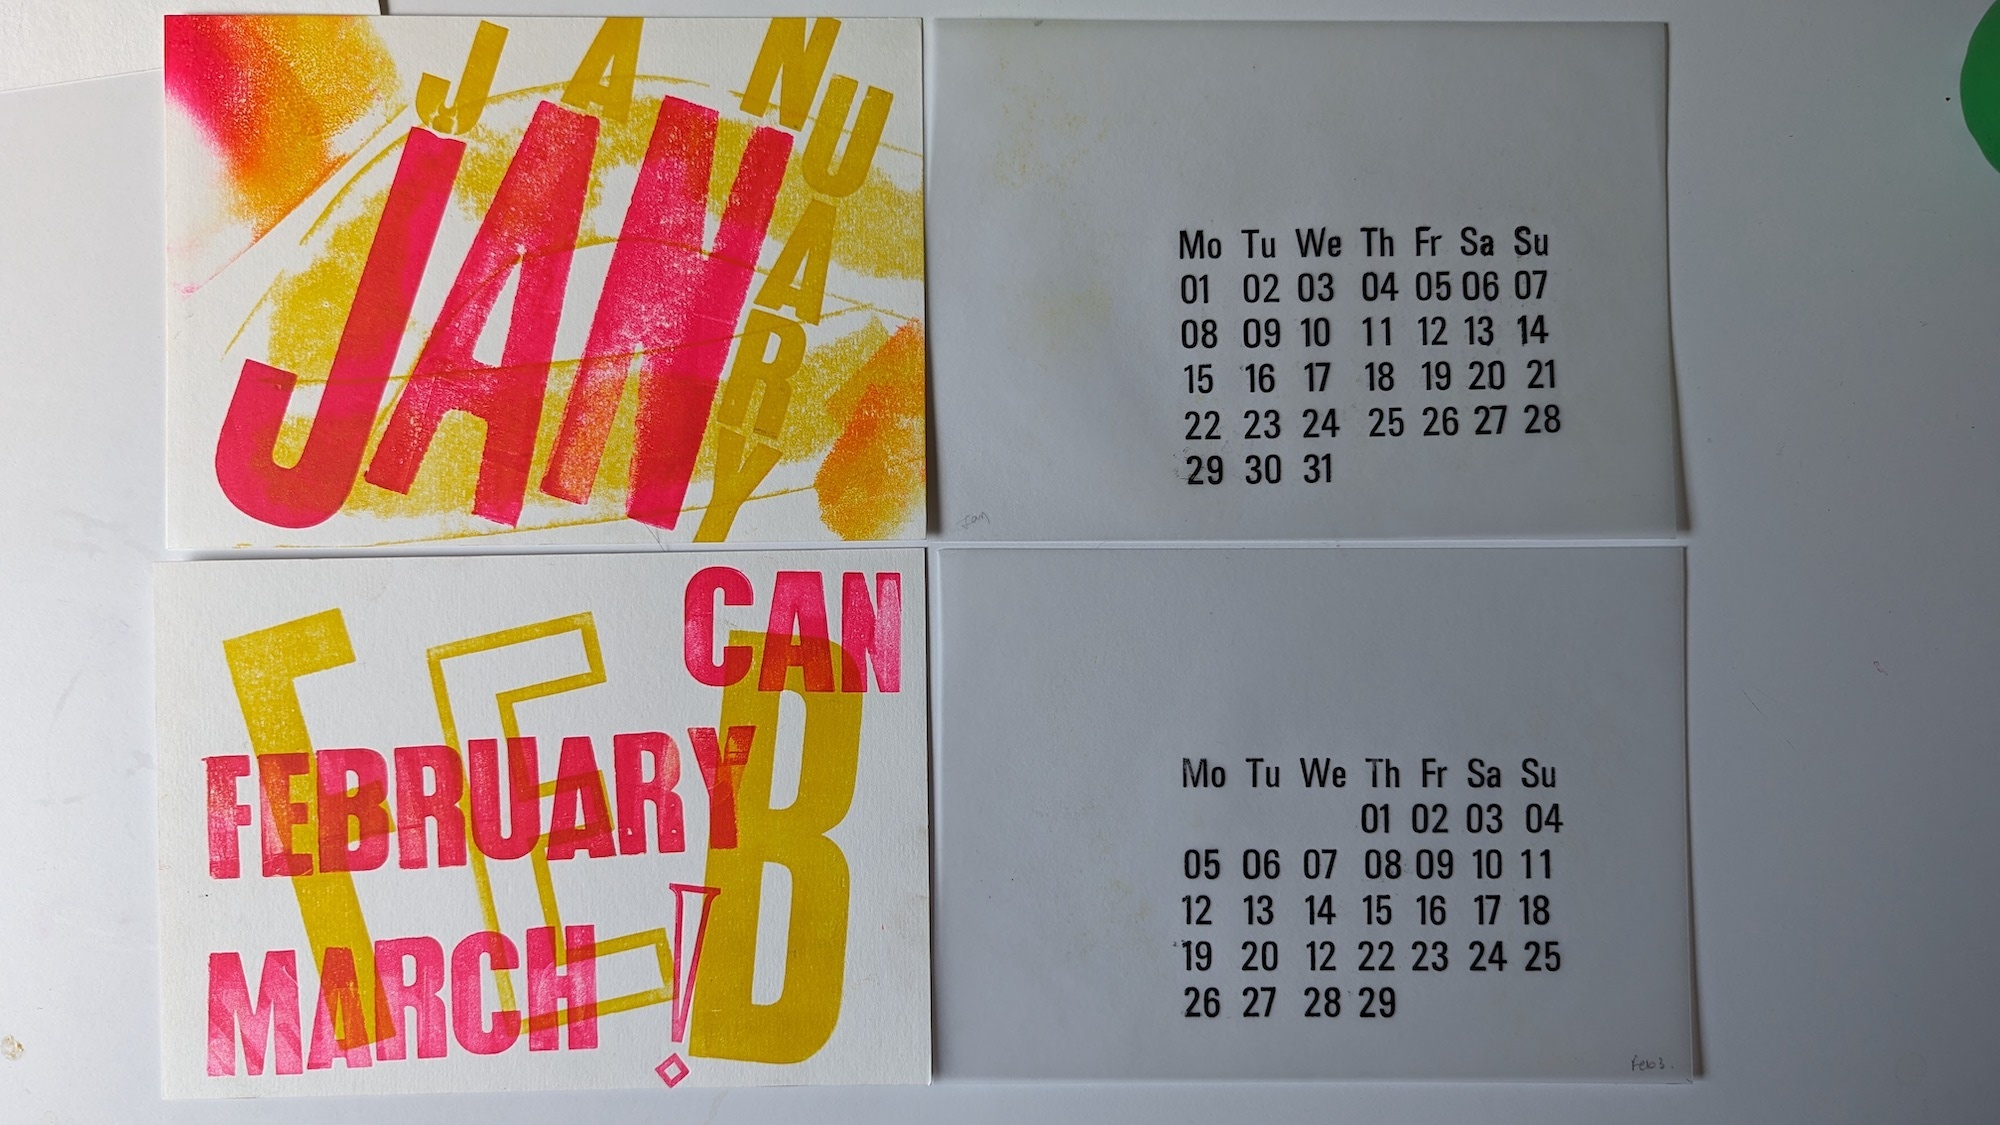 JANUARY
JAN
Mo Tu We Th Fr Sa Su
01 02 03 04 05 06 07
08 09 10 11 12 13 14
15 16 17 18 19 20 21
22 23 24 25 26 27 28
29 30 31
Jan
FEB
CAN
FEBRUARY
MARCH!
Mo Tu We Th Fr Sa Su
01 02 03 04
05 06 07 08 09 10 11
12 13 14 15 16 17 18
19 20 12 22 23 24 25
26 27 28 29
Feb 3.